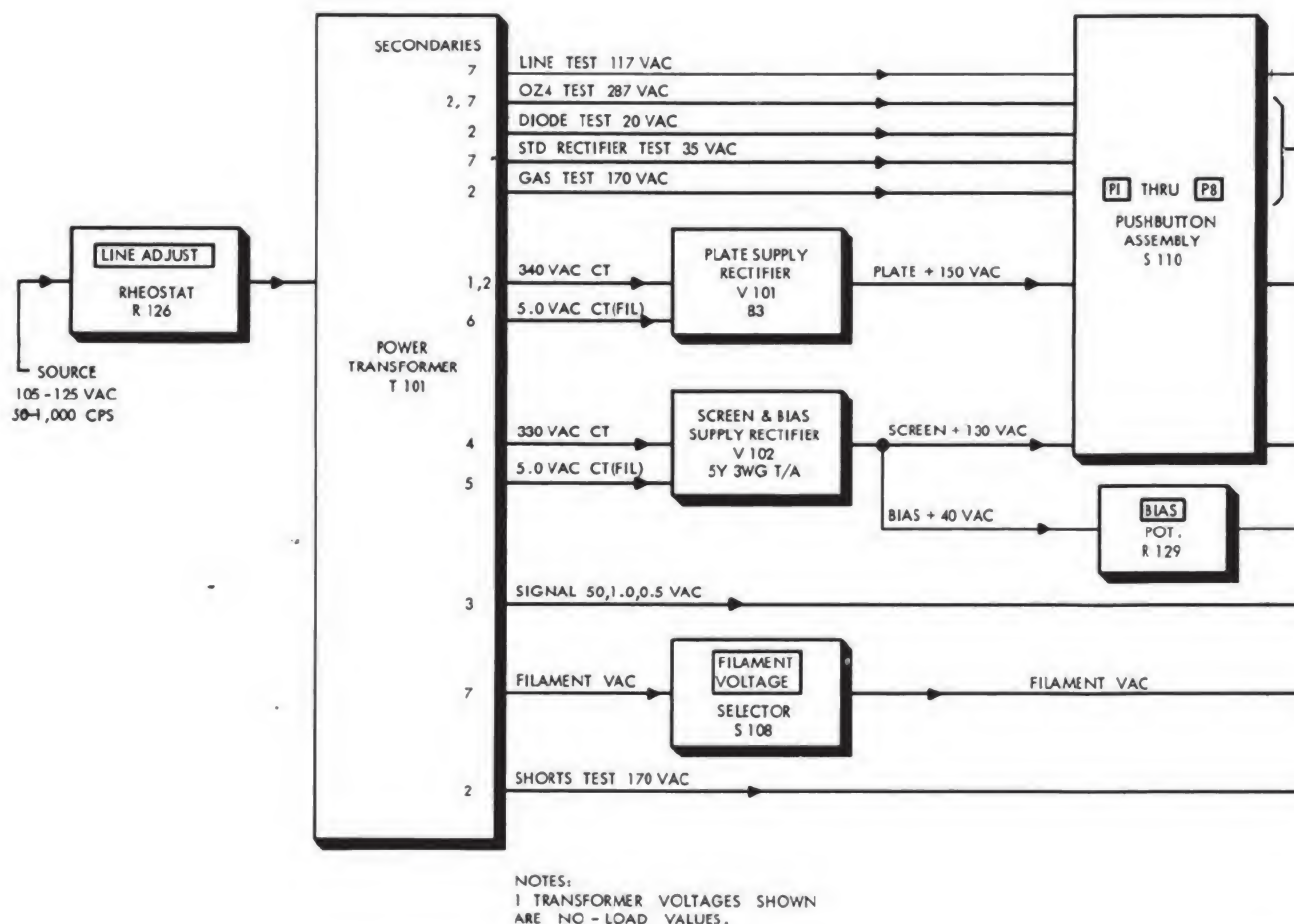 SECONDARIES
7
LINE TEST 117 VAC
2, 7
OZ4 TEST 287 VAC
2
DIODE TEST 20 VAC
7
STD RECTIFIER TEST 35 VAC
2
GAS TEST 170 VAC
P1 THRU P8
PUSHBUTTON
ASSEMBLY
S 110
LINE ADJUST
RHEOSTAT
R 126
SOURCE
105-125 VAC
50-1,000 CPS
POWER
TRANSFORMER
T 101
1,2
340 VAC CT
6
5.0 VAC CT(FIL)
PLATE SUPPLY
RECTIFIER
V 101
83
PLATE + 150 VAC
4
330 VAC CT
5
5.0 VAC CT(FIL)
SCREEN & BIAS
SUPPLY RECTIFIER
V 102
5Y 3WG T/A
SCREEN + 130 VAC
BIAS + 40 VAC
BIAS
POT.
R 129
3
SIGNAL 50,1.0,0.5 VAC
7
FILAMENT VAC
FILAMENT
VOLTAGE
SELECTOR
S 108
FILAMENT VAC
2
SHORTS TEST 170 VAC
NOTES:
1 TRANSFORMER VOLTAGES SHOWN
ARE NO-LOAD VALUES.